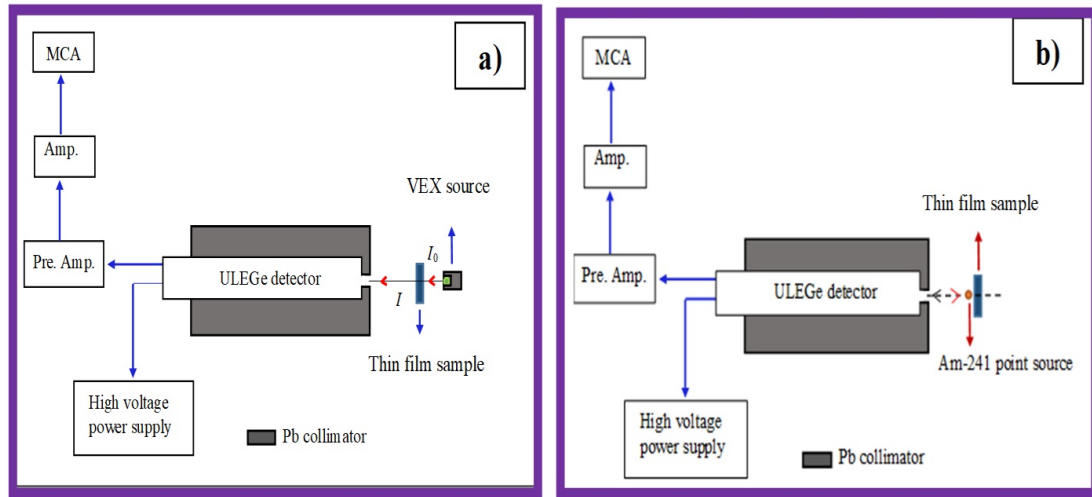 a)
MCA
Amp.
VEX source
Pre. Amp.
ULEGe detector
I₀
I
Thin film sample
High voltage
power supply
Pb collimator
b)
MCA
Amp.
Thin film sample
Pre. Amp.
ULEGe detector
Am-241 point source
High voltage
power supply
Pb collimator